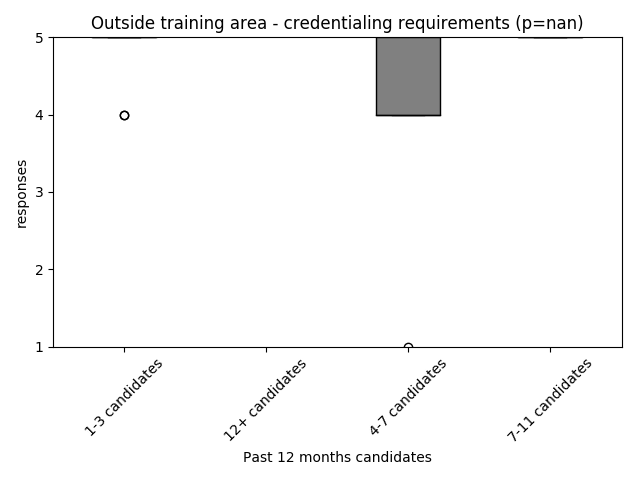 Outside training area - credentialing requirements (p=nan)
5
4
3
2
1
responses
1-3 candidates
12+ candidates
4-7 candidates
7-11 candidates
Past 12 months candidates